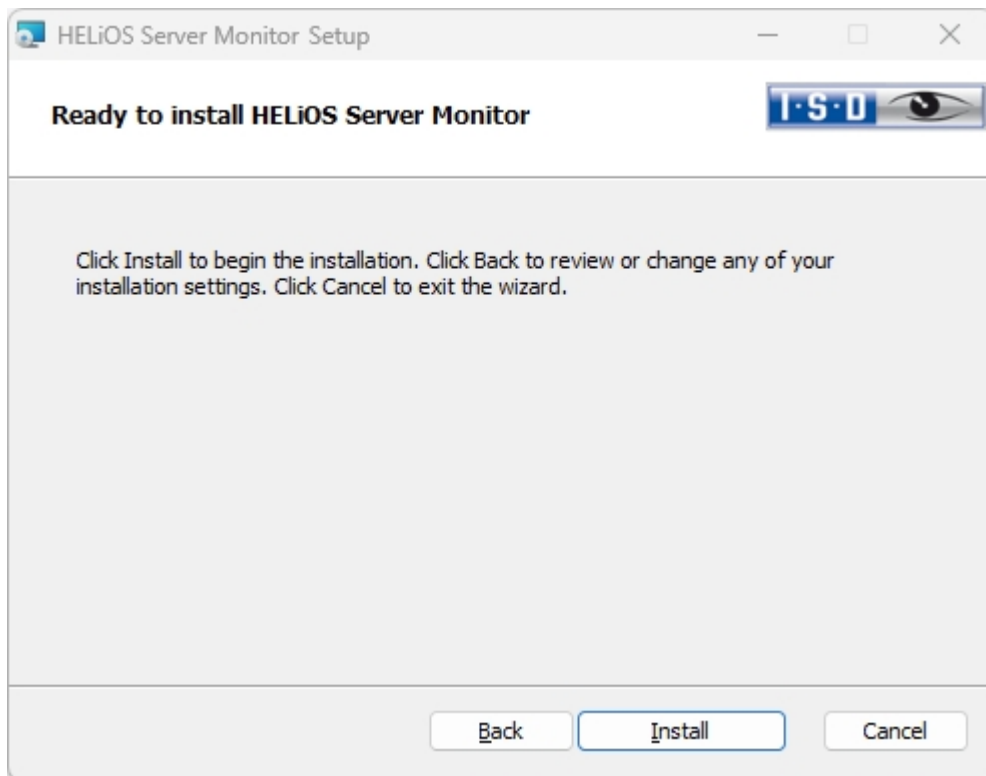 HELiOS Server Monitor Setup
Ready to install HELiOS Server Monitor
I·S·D
Click Install to begin the installation. Click Back to review or change any of your
installation settings. Click Cancel to exit the wizard.
Back
Install
Cancel